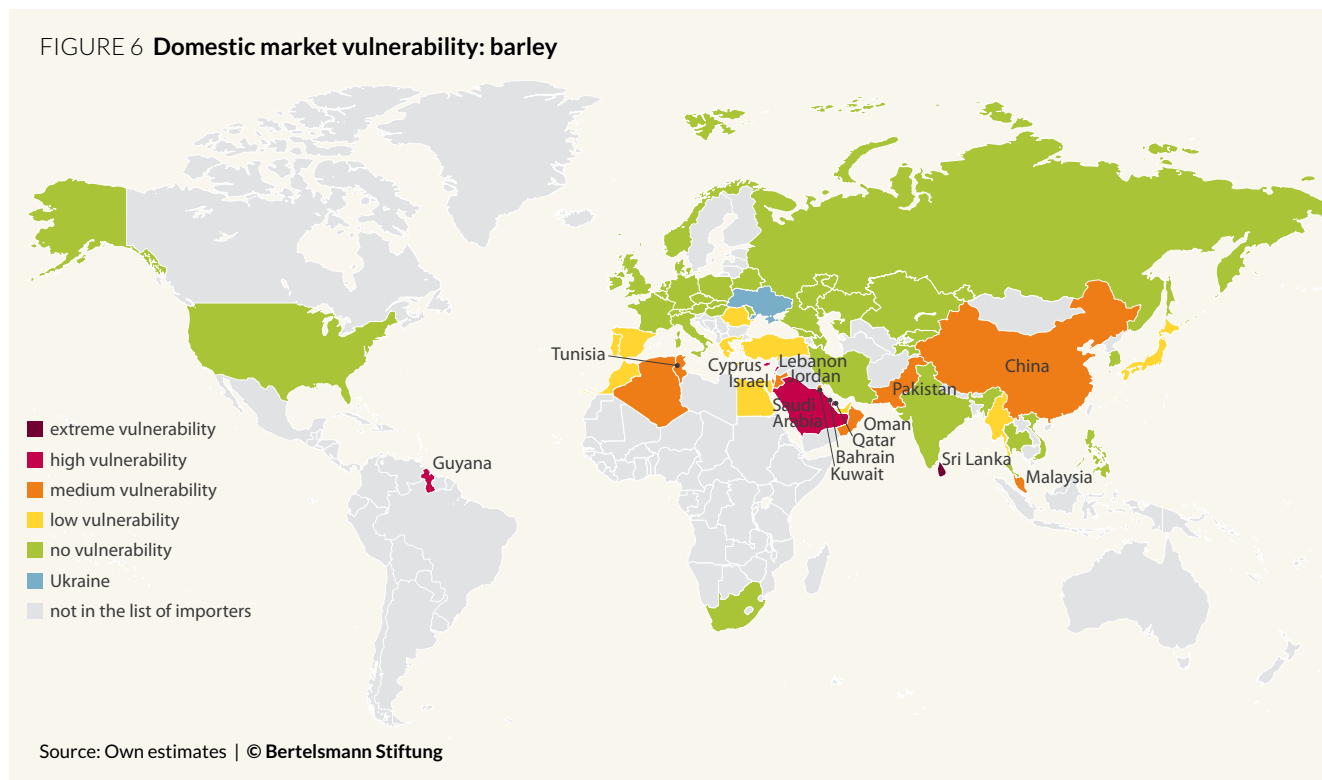 FIGURE 6 Domestic market vulnerability: barley
Tunisia
Cyprus
Lebanon
Israel
Jordan
Saudi
Arabia
Oman
Qatar
Bahrain
Kuwait
Pakistan
China
Sri Lanka
Malaysia
Guyana
extreme vulnerability
high vulnerability
medium vulnerability
low vulnerability
no vulnerability
Ukraine
not in the list of importers
Source: Own estimates | © Bertelsmann Stiftung